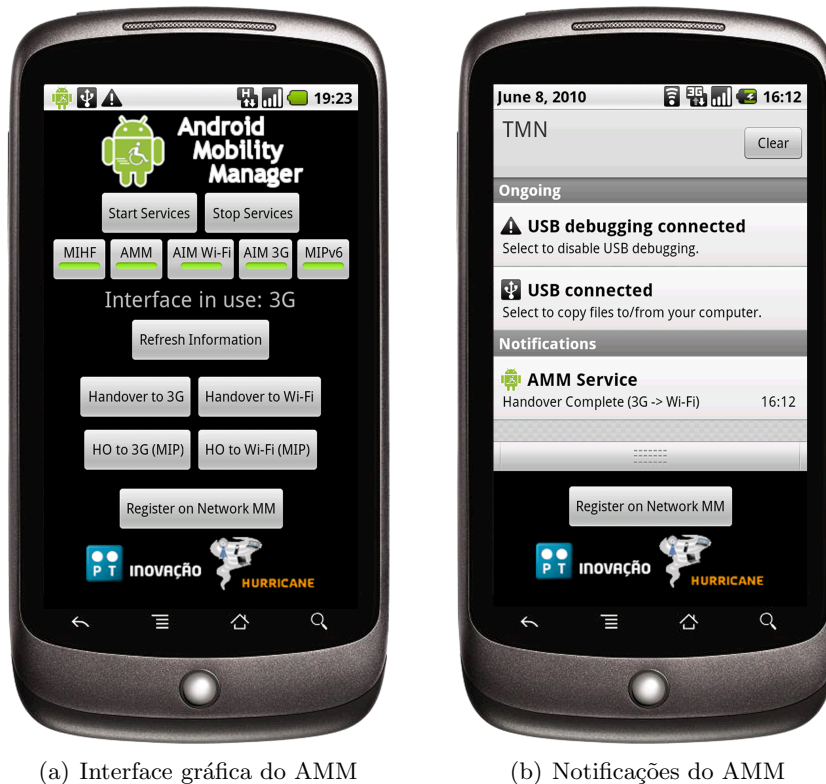 19:23
Android
Mobility
Manager
Start Services Stop Services
MIHF AMM AIM Wi-Fi AIM 3G MIPv6
Interface in use: 3G
Refresh Information
Handover to 3G Handover to Wi-Fi
HO to 3G (MIP) HO to Wi-Fi (MIP)
Register on Network MM
PT INOVAÇÃO HURRICANE
(a) Interface gráfica do AMM
June 8, 2010 3G 16:12
TMN
Clear
Ongoing
USB debugging connected
Select to disable USB debugging.
USB connected
Select to copy files to/from your computer.
Notifications
AMM Service
Handover Complete (3G -> Wi-Fi) 16:12
Register on Network MM
PT INOVAÇÃO HURRICANE
(b) Notificações do AMM